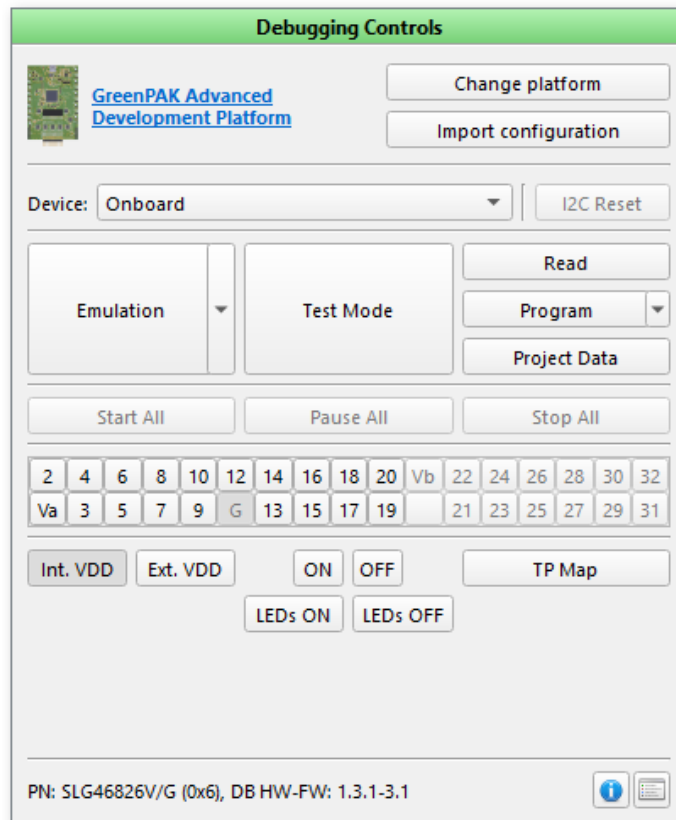 Debugging Controls
GreenPAK Advanced
Development Platform
Change platform
Import configuration
Device: Onboard I2C Reset
Emulation
Test Mode
Read
Program
Project Data
Start All Pause All Stop All
2 4 6 8 10 12 14 16 18 20 Vb 22 24 26 28 30 32
Va 3 5 7 9 G 13 15 17 19 21 23 25 27 29 31
Int. VDD Ext. VDD ON OFF TP Map
LEDs ON LEDs OFF
PN: SLG46826V/G (0x6), DB HW-FW: 1.3.1-3.1